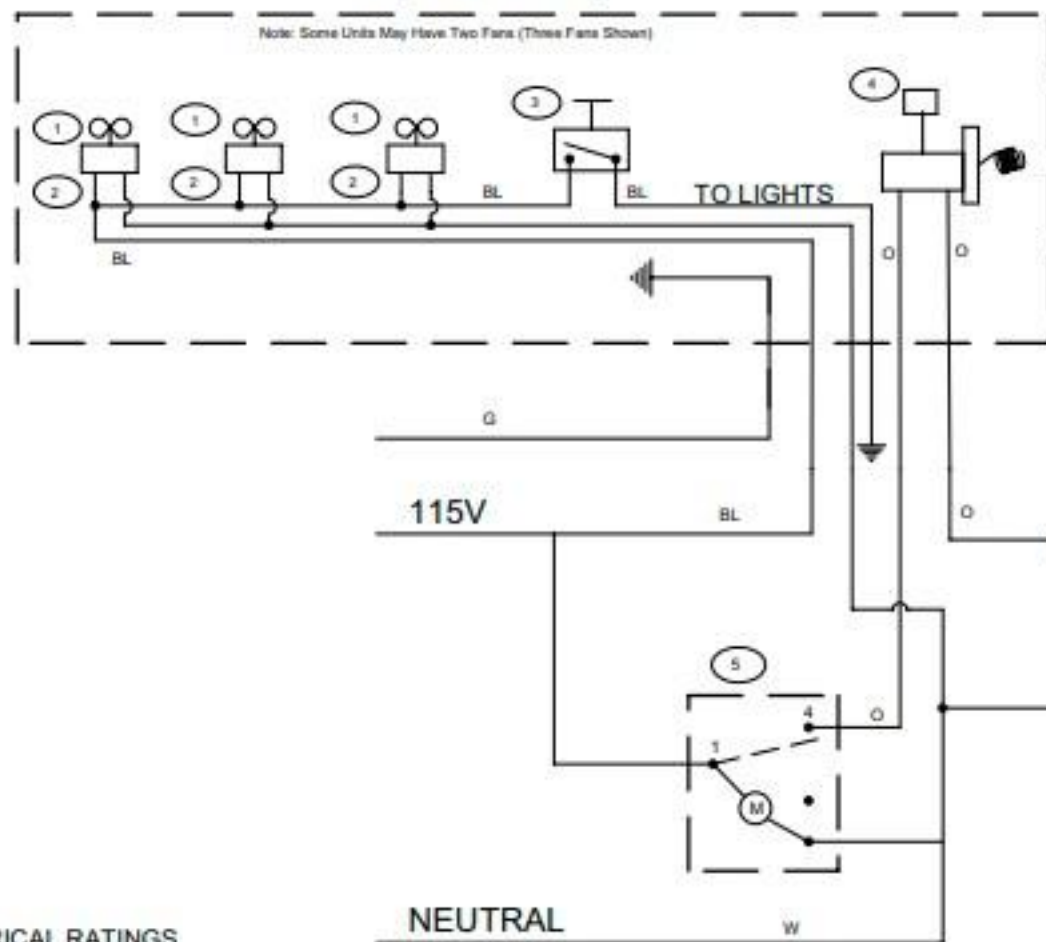 Note: Some Units May Have Two Fans (Three Fans Shown)
1
1
1
3
4
2
2
2
BL
BL
TO LIGHTS
BL
O
O
G
115V
BL
O
5
4
O
1
M
NEUTRAL
W
RICAL RATINGS